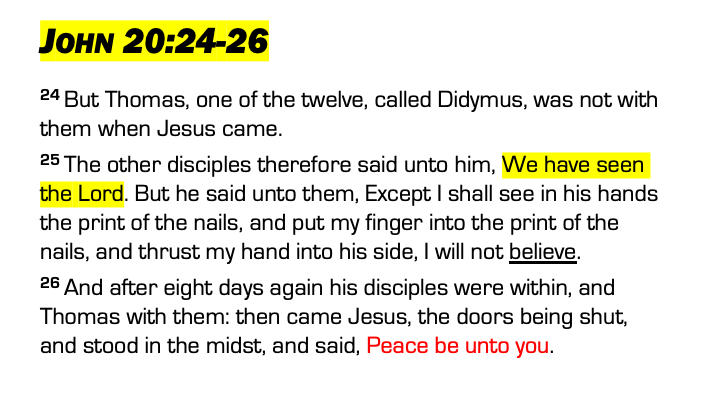 JOHN 20:24-26
24 But Thomas, one of the twelve, called Didymus, was not with
them when Jesus came.
25 The other disciples therefore said unto him, We have seen
the Lord. But he said unto them, Except I shall see in his hands
the print of the nails, and put my finger into the print of the
nails, and thrust my hand into his side, I will not believe.
26 And after eight days again his disciples were within, and
Thomas with them: then came Jesus, the doors being shut,
and stood in the midst, and said, Peace be unto you.